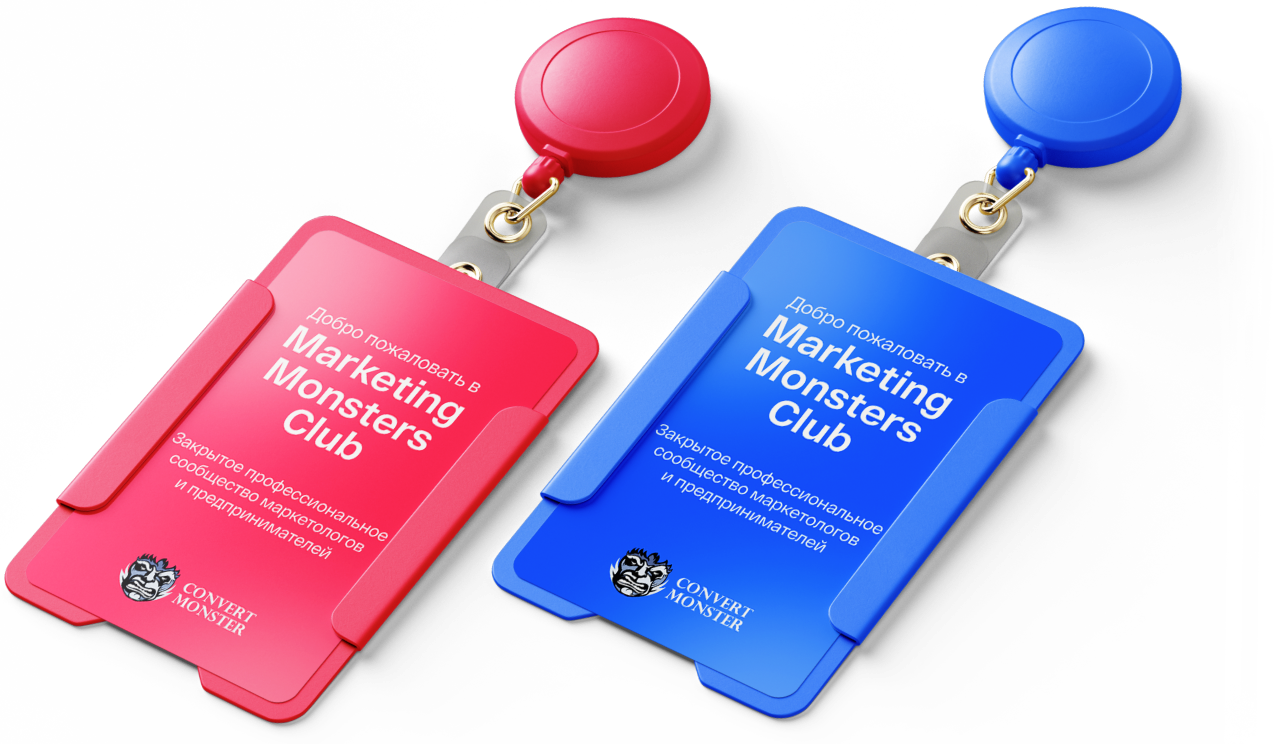 Добро пожаловать в
Marketing
Monsters
Club
Закрытое профессиональное
сообщество маркетологов
и предпринимателей
CONVERT
MONSTER
Добро пожаловать в
Marketing
Monsters
Club
Закрытое профессиональное
сообщество маркетологов
и предпринимателей
CONVERT
MONSTER